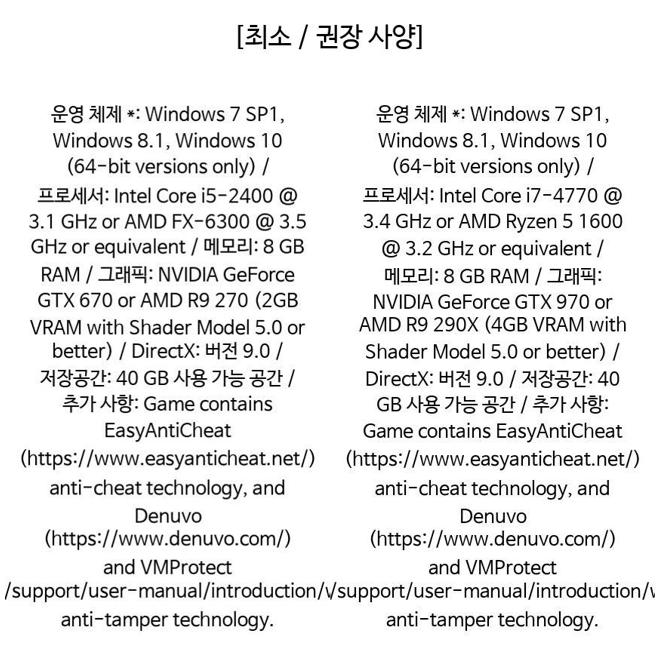 [최소 / 권장 사양]
운영 체제 *: Windows 7 SP1,
Windows 8.1, Windows 10
(64-bit versions only) /
프로세서: Intel Core i5-2400 @
3.1 GHz or AMD FX-6300 @ 3.5
GHz or equivalent / 메모리: 8 GB
RAM / 그래픽: NVIDIA GeForce
GTX 670 or AMD R9 270 (2GB
VRAM with Shader Model 5.0 or
better) / DirectX: 버전 9.0 /
저장공간: 40 GB 사용 가능 공간 /
추가 사항: Game contains
EasyAntiCheat
(https://www.easyanticheat.net/)
anti-cheat technology, and
Denuvo
(https://www.denuvo.com/)
and VMProtect
/support/user-manual/introduction/v
anti-tamper technology.
운영 체제 *: Windows 7 SP1,
Windows 8.1, Windows 10
(64-bit versions only) /
프로세서: Intel Core i7-4770 @
3.4 GHz or AMD Ryzen 5 1600
@ 3.2 GHz or equivalent /
메모리: 8 GB RAM / 그래픽:
NVIDIA GeForce GTX 970 or
AMD R9 290X (4GB VRAM with
Shader Model 5.0 or better) /
DirectX: 버전 9.0 / 저장공간: 40
GB 사용 가능 공간 / 추가 사항:
Game contains EasyAntiCheat
(https://www.easyanticheat.net/)
anti-cheat technology, and
Denuvo
(https://www.denuvo.com/)
and VMProtect
/support/user-manual/introduction/v
anti-tamper technology.